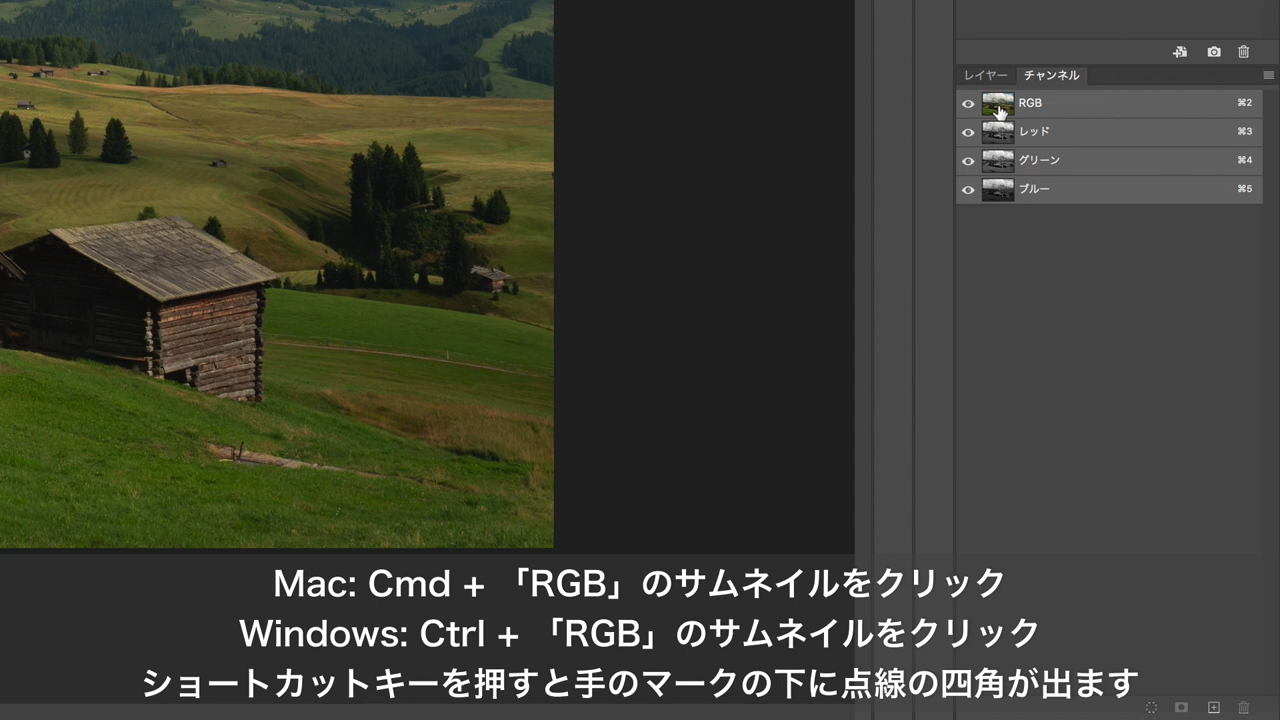 レイヤー チャンネル
RGB ⌘2
レッド ⌘3
グリーン ⌘4
ブルー ⌘5
Mac: Cmd + 「RGB」のサムネイルをクリック
Windows: Ctrl + 「RGB」のサムネイルをクリック
ショートカットキーを押すと手のマークの下に点線の四角が出ます